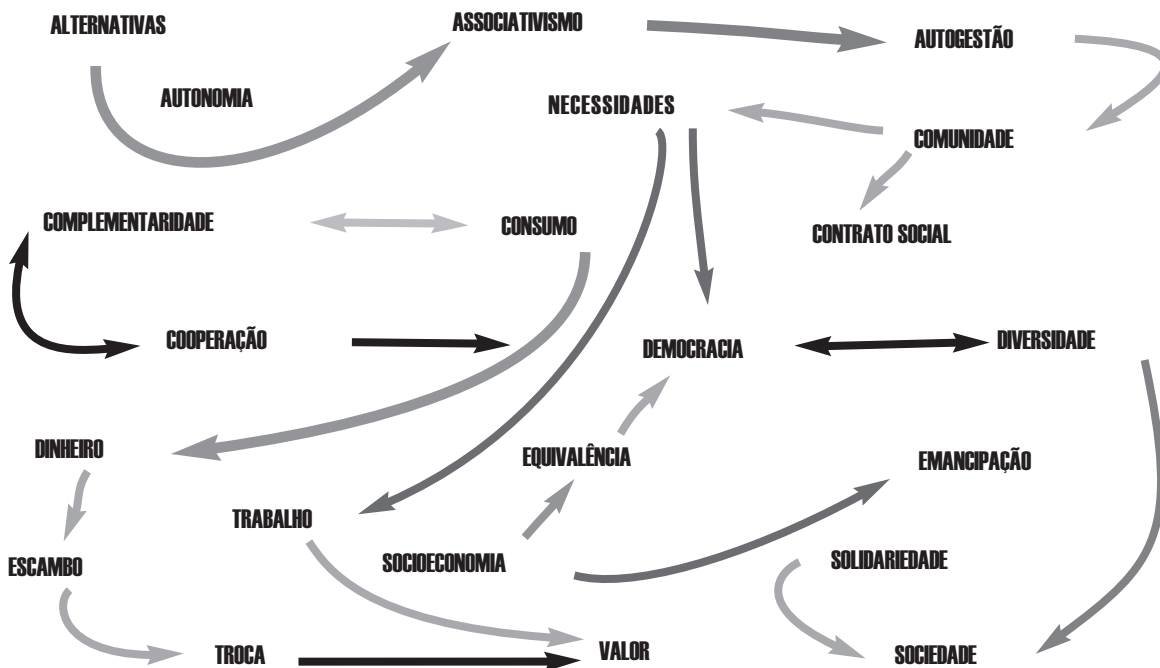 ALTERNATIVAS
ASSOCIATIVISMO
AUTOGESTÃO
AUTONOMIA
NECESSIDADES
COMUNIDADE
COMPLEMENTARIDADE
CONSUMO
CONTRATO SOCIAL
COOPERAÇÃO
DEMOCRACIA
DIVERSIDADE
DINHEIRO
EQUIVALÊNCIA
EMANCIPAÇÃO
TRABALHO
ESCAMBO
SOCIOECONOMIA
SOLIDARIEDADE
TROCA
VALOR
SOCIEDADE